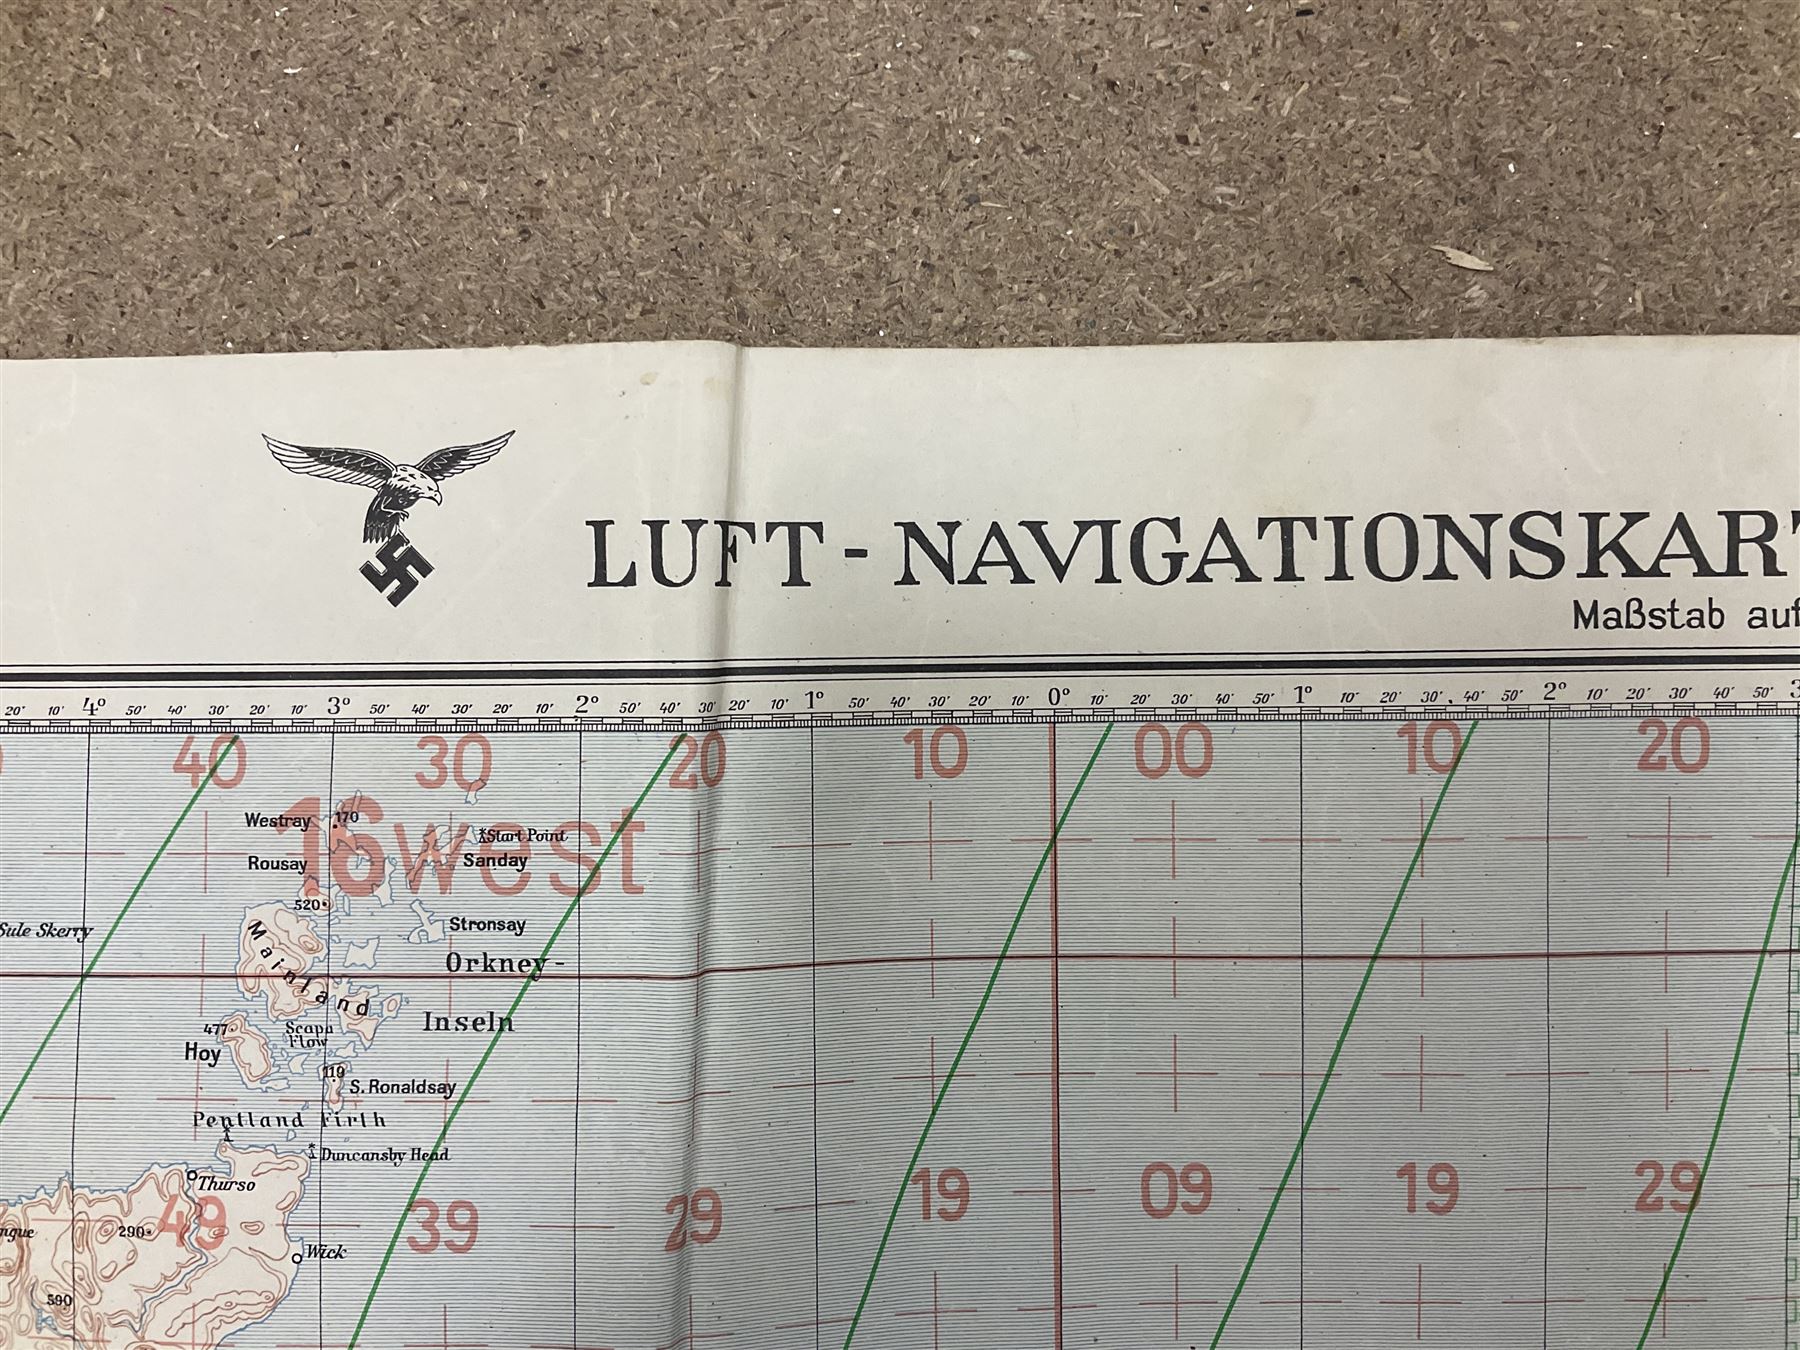 LUFT - NAVIGATIONSKAR
Maßstab auf
20' 10' 4° 50' 40' 30' 20' 10' 3° 50' 40' 30' 20' 10' 2° 50' 40' 30' 20' 10' 1° 50' 40' 30' 20' 10' 0° 10' 20' 30' 40' 50' 1° 10' 20' 30' 40' 50' 2° 10' 20' 30' 40' 50' 3
40 30 20 10 00 10 20
16west
Westray 170
Start Point
Rousay
Sanday
520
Stronsay
Sule Skerry
Mainland
Orkney-
Inseln
477
Scapa
Flow
Hoy
119
S. Ronaldsay
Pentland Firth
Duncansby Head
Thurso
49 39 29 19 09 19 29
290
Wick
590